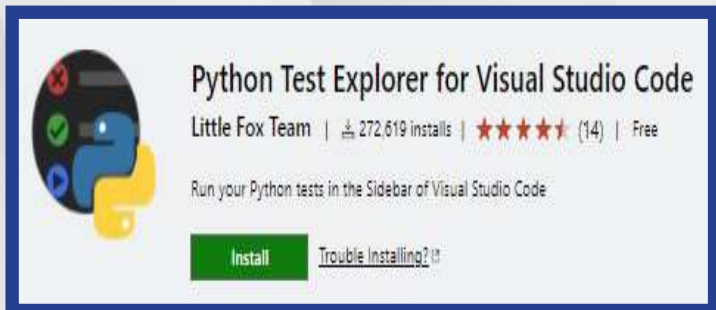 Python Test Explorer for Visual Studio Code
Little Fox Team | 272,619 installs | (14) | Free
Run your Python tests in the Sidebar of Visual Studio Code
Install Trouble Installing?